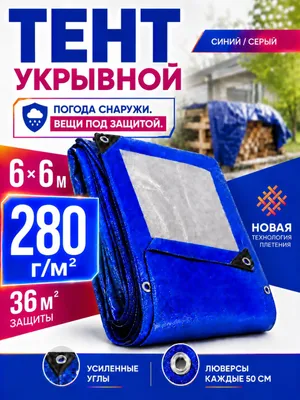 ТЕНТ
УКРЫВНОЙ
СИНИЙ / СЕРЫЙ
ПОГОДА СНАРУЖИ.
ВЕЩИ ПОД ЗАЩИТОЙ.
6×6 м
280
г/м²
36 м²
ЗАЩИТЫ
НОВАЯ
ТЕХНОЛОГИЯ
ПЛЕТЕНИЯ
УСИЛЕННЫЕ
УГЛЫ
ЛЮВЕРСЫ
КАЖДЫЕ 50 СМ